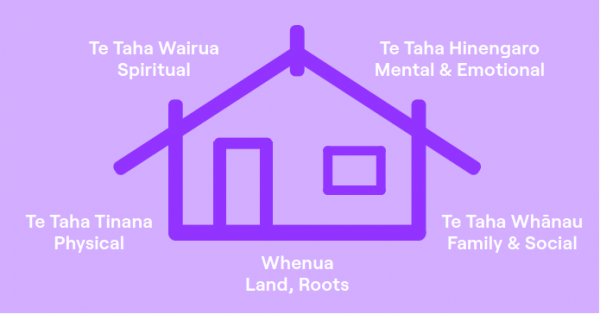 Te Taha Wairua
Spiritual
Te Taha Hinengaro
Mental & Emotional
Te Taha Tinana
Physical
Te Taha Whānau
Family & Social
Whenua
Land, Roots